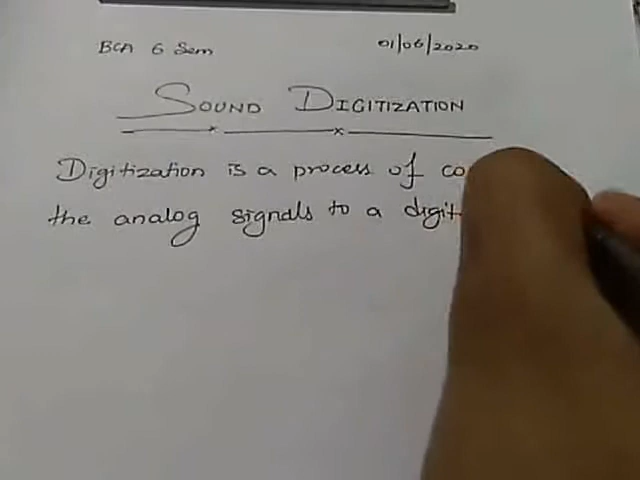 BCA 6 Sem
01/06/2020
SOUND DIGITIZATION
Digitization is a process of
the analog signals to a